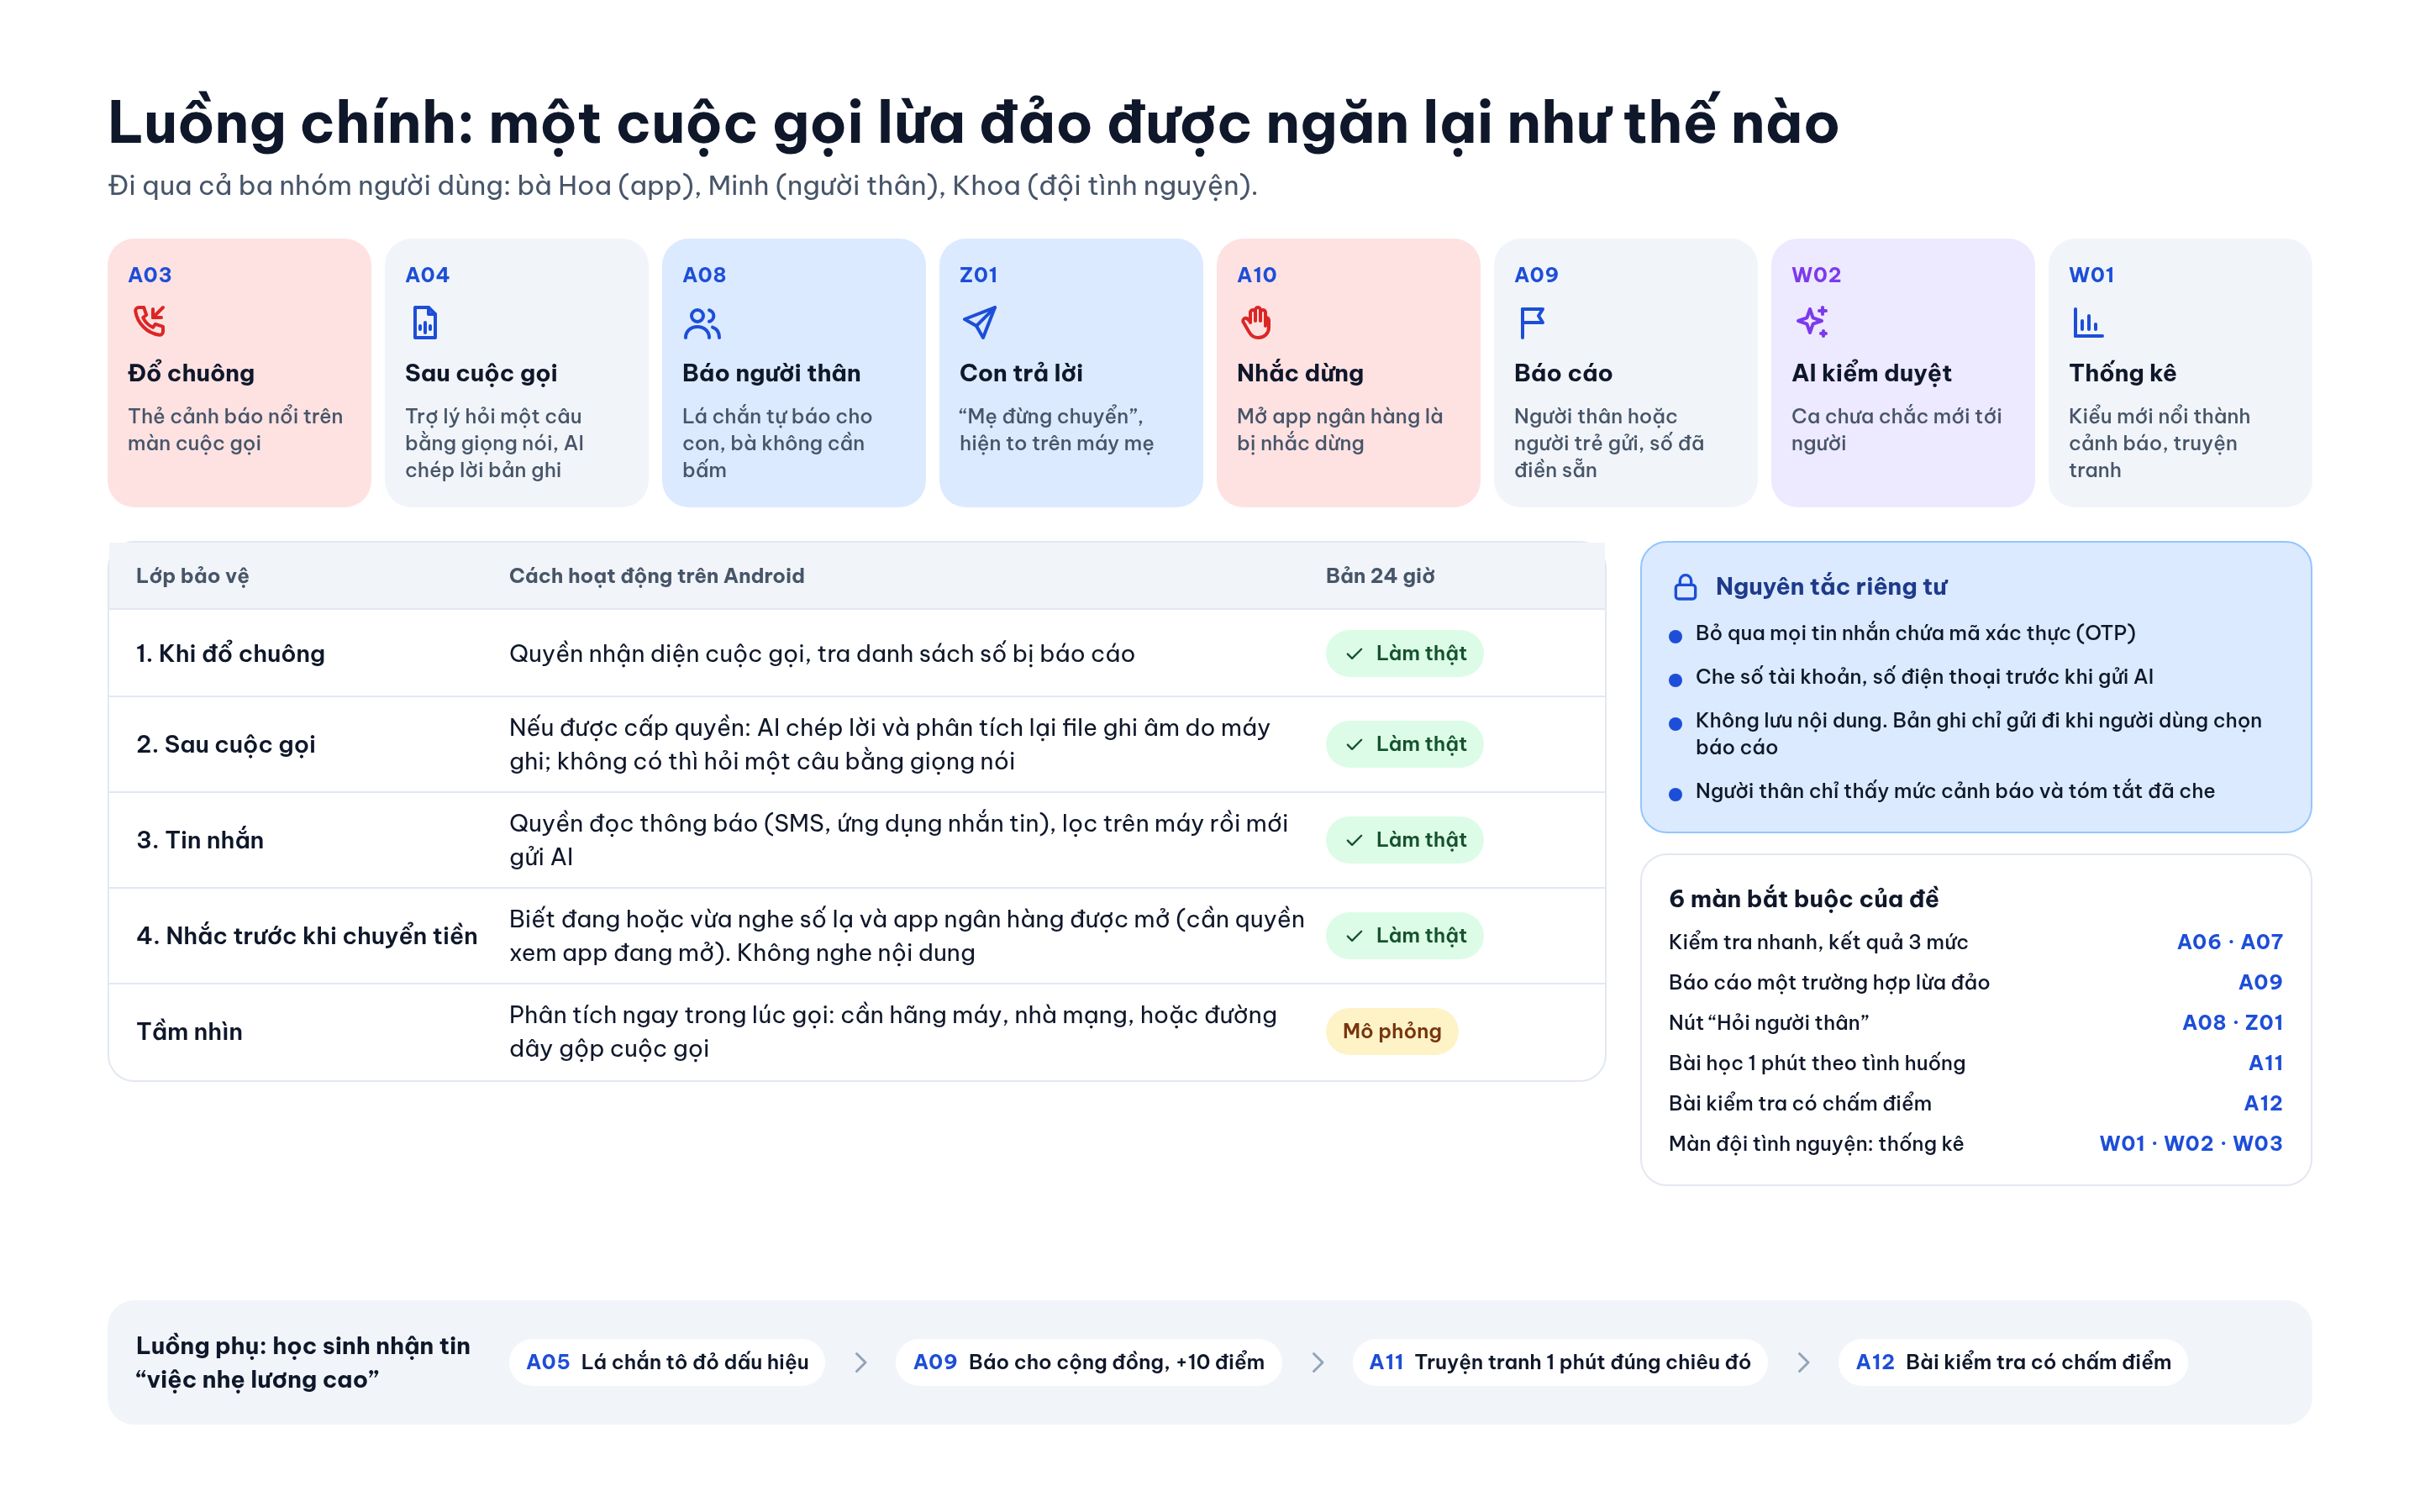 Luồng chính: một cuộc gọi lừa đảo được ngăn lại như thế nào
Đi qua cả ba nhóm người dùng: bà Hoa (app), Minh (người thân), Khoa (đội tình nguyện).
A03
Đổ chuông
Thẻ cảnh báo nổi trên
màn cuộc gọi
A04
Sau cuộc gọi
Trợ lý hỏi một câu
bằng giọng nói, AI
chép lời bản ghi
A08
Báo người thân
Lá chắn tự báo cho
con, bà không cần
bấm
Z01
Con trả lời
“Mẹ đừng chuyển”,
hiện to trên máy mẹ
A10
Nhắc dừng
Mở app ngân hàng là
bị nhắc dừng
A09
Báo cáo
Người thân hoặc
người trẻ gửi, số đã
điền sẵn
W02
AI kiểm duyệt
Ca chưa chắc mới tới
người
W01
Thống kê
Kiểu mới nổi thành
cảnh báo, truyện
tranh
Lớp bảo vệ
Cách hoạt động trên Android
Bản 24 giờ
1. Khi đổ chuông
Quyền nhận diện cuộc gọi, tra danh sách số bị báo cáo
Làm thật
2. Sau cuộc gọi
Nếu được cấp quyền: AI chép lời và phân tích lại file ghi âm do máy
ghi; không có thì hỏi một câu bằng giọng nói
Làm thật
3. Tin nhắn
Quyền đọc thông báo (SMS, ứng dụng nhắn tin), lọc trên máy rồi mới
gửi AI
Làm thật
4. Nhắc trước khi chuyển tiền
Biết đang hoặc vừa nghe số lạ và app ngân hàng được mở (cần quyền
xem app đang mở). Không nghe nội dung
Làm thật
Tầm nhìn
Phân tích ngay trong lúc gọi: cần hãng máy, nhà mạng, hoặc đường
dây gộp cuộc gọi
Mô phỏng
Nguyên tắc riêng tư
Bỏ qua mọi tin nhắn chứa mã xác thực (OTP)
Che số tài khoản, số điện thoại trước khi gửi AI
Không lưu nội dung. Bản ghi chỉ gửi đi khi người dùng chọn
báo cáo
Người thân chỉ thấy mức cảnh báo và tóm tắt đã che
6 màn bắt buộc của đề
Kiểm tra nhanh, kết quả 3 mức A06 · A07
Báo cáo một trường hợp lừa đảo A09
Nút “Hỏi người thân” A08 · Z01
Bài học 1 phút theo tình huống A11
Bài kiểm tra có chấm điểm A12
Màn đội tình nguyện: thống kê W01 · W02 · W03
Luồng phụ: học sinh nhận tin
“việc nhẹ lương cao”
A05 Lá chắn tô đỏ dấu hiệu
A09 Báo cho cộng đồng, +10 điểm
A11 Truyện tranh 1 phút đúng chiêu đó
A12 Bài kiểm tra có chấm điểm